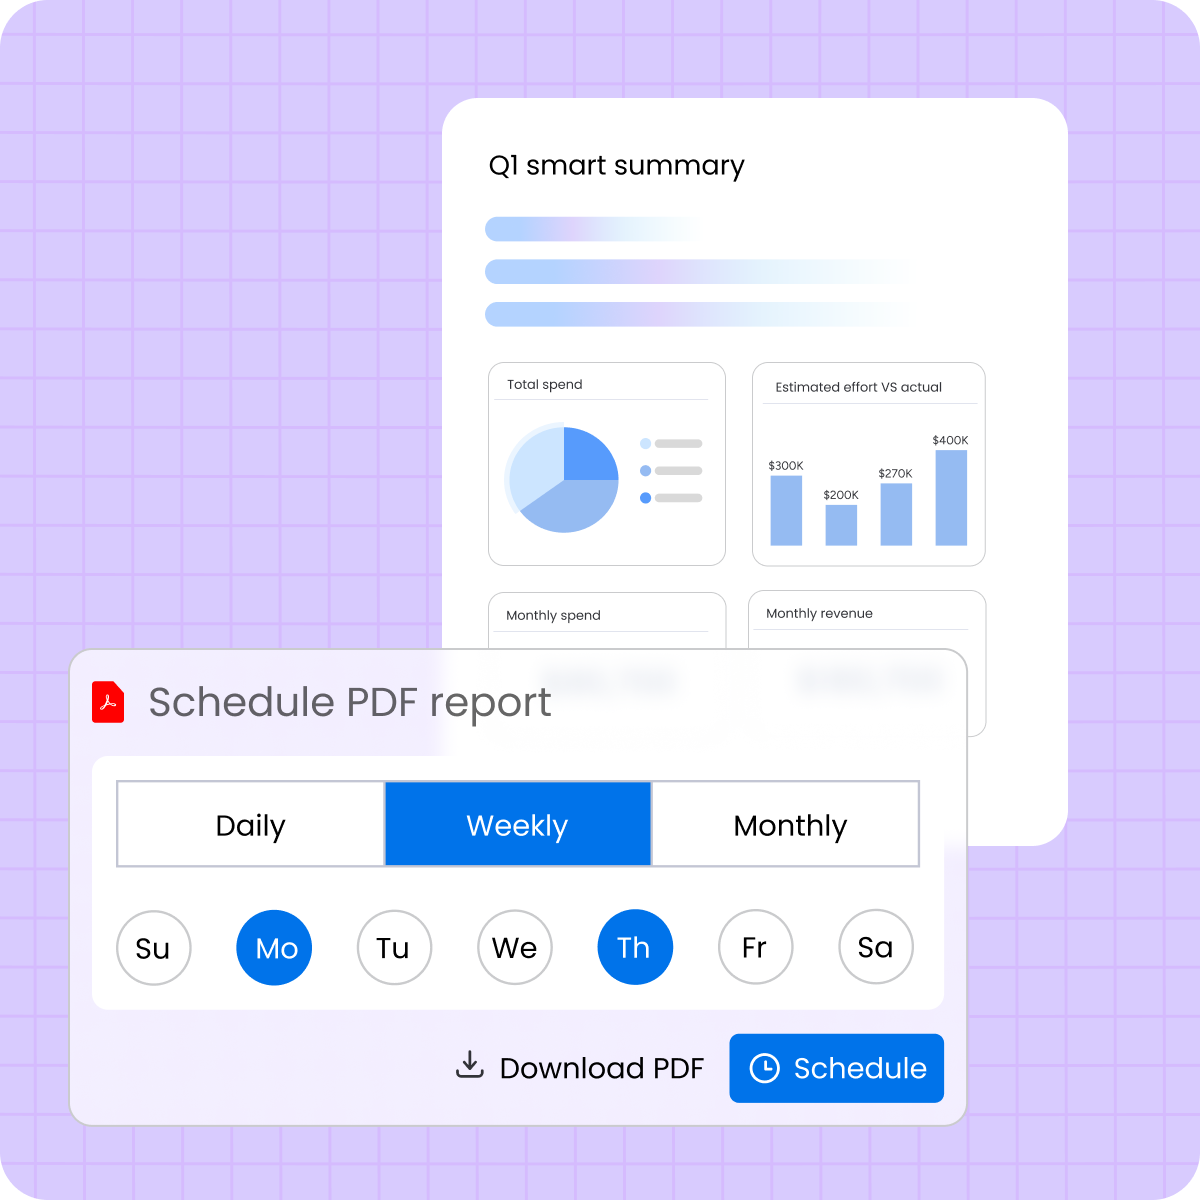 Q1 smart summary
Total spend
Estimated effort VS actual
$300K
$200K
$270K
$400K
Monthly spend
Monthly revenue
Schedule PDF report
Daily
Weekly
Monthly
Su
Mo
Tu
We
Th
Fr
Sa
Download PDF
Schedule